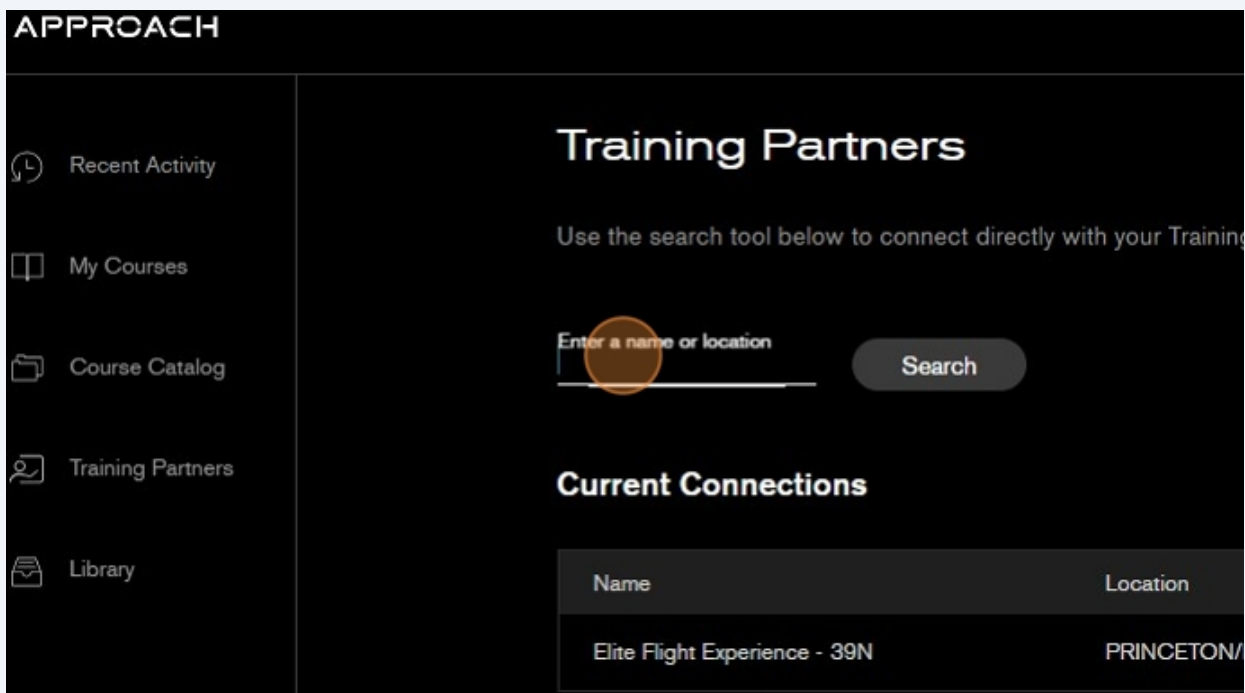 APPROACH
Recent Activity
My Courses
Course Catalog
Training Partners
Library
Training Partners
Use the search tool below to connect directly with your Training
Enter a name or location
Search
Current Connections
Name Location
Elite Flight Experience - 39N PRINCETON/